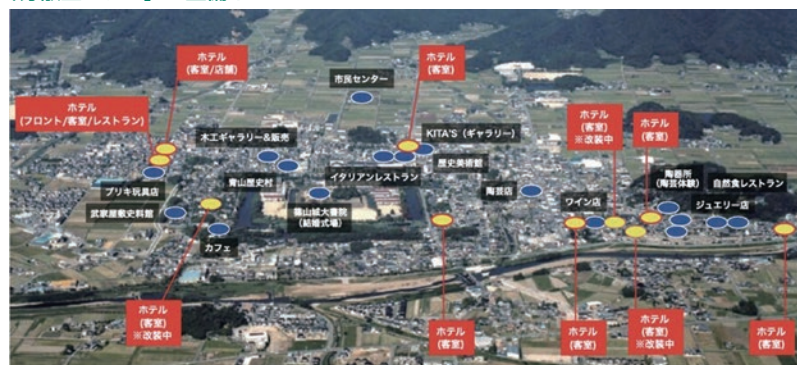 ホテル
(客室/店舗)
ホテル
(フロント/客室/レストラン)
市民センター
ホテル
(客室)
木工ギャラリー&販売
KITA'S（ギャラリー）
ホテル
(客室)
※改装中
ホテル
(客室)
歴史美術館
青山歴史村
イタリアンレストラン
陶器所
(陶芸体験)
自然食レストラン
ブリキ玩具店
陶芸店
ワイン店
ジュエリー店
武家屋敷史料館
篠山城大書院
(結婚式場)
カフェ
ホテル
(客室)
※改装中
ホテル
(客室)
ホテル
(客室)
ホテル
(客室)
※改装中
ホテル
(客室)